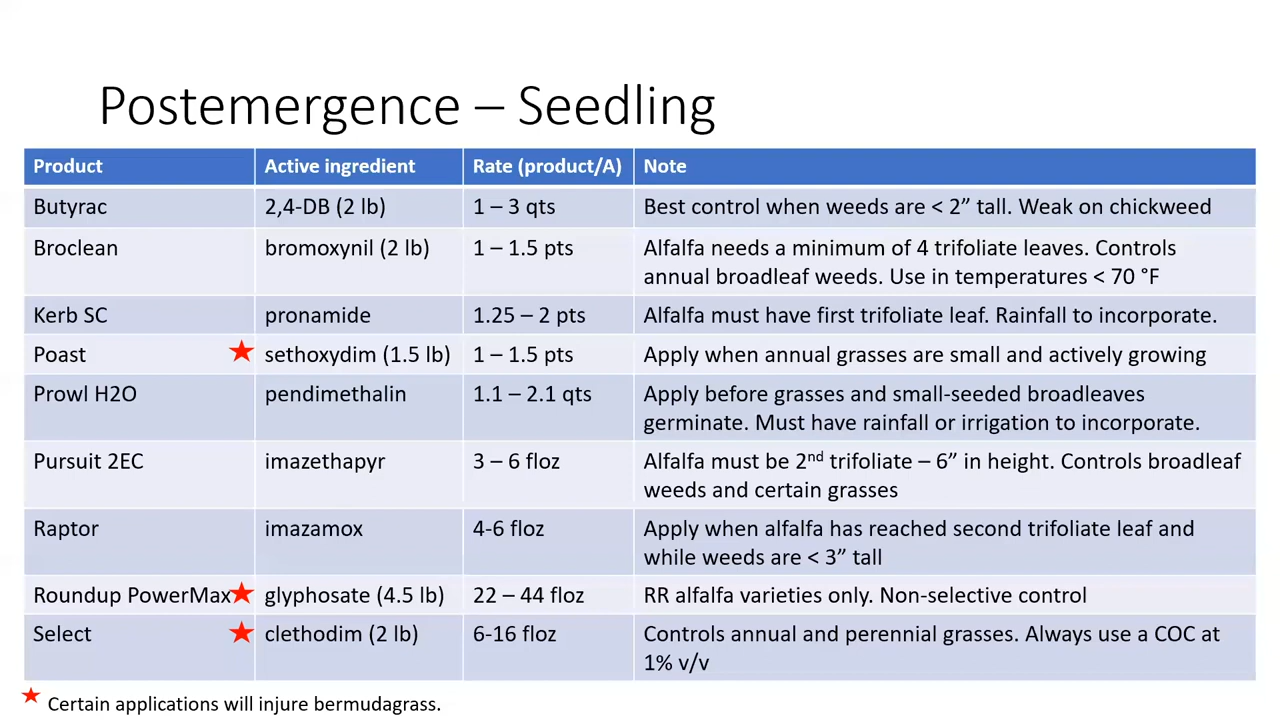 Postemergence – Seedling
Product Active ingredient Rate (product/A) Note
Butyrac 2,4-DB (2 lb) 1 – 3 qts Best control when weeds are < 2” tall. Weak on chickweed
Broclean bromoxynil (2 lb) 1 – 1.5 pts Alfalfa needs a minimum of 4 trifoliate leaves. Controls
annual broadleaf weeds. Use in temperatures < 70 °F
Kerb SC pronamide 1.25 – 2 pts Alfalfa must have first trifoliate leaf. Rainfall to incorporate.
Poast sethoxydim (1.5 lb) 1 – 1.5 pts Apply when annual grasses are small and actively growing
Prowl H2O pendimethalin 1.1 – 2.1 qts Apply before grasses and small-seeded broadleaves
germinate. Must have rainfall or irrigation to incorporate.
Pursuit 2EC imazethapyr 3 – 6 floz Alfalfa must be 2nd trifoliate – 6” in height. Controls broadleaf
weeds and certain grasses
Raptor imazamox 4-6 floz Apply when alfalfa has reached second trifoliate leaf and
while weeds are < 3” tall
Roundup PowerMax glyphosate (4.5 lb) 22 – 44 floz RR alfalfa varieties only. Non-selective control
Select clethodim (2 lb) 6-16 floz Controls annual and perennial grasses. Always use a COC at
1% v/v
Certain applications will injure bermudagrass.